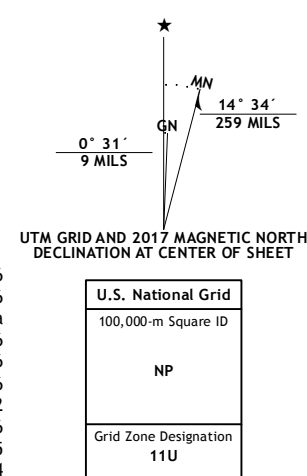 MN
GN
14° 34´
259 MILS
0° 31´
9 MILS
UTM GRID AND 2017 MAGNETIC NORTH
DECLINATION AT CENTER OF SHEET
U.S. National Grid
100,000-m Square ID
NP
Grid Zone Designation
11U